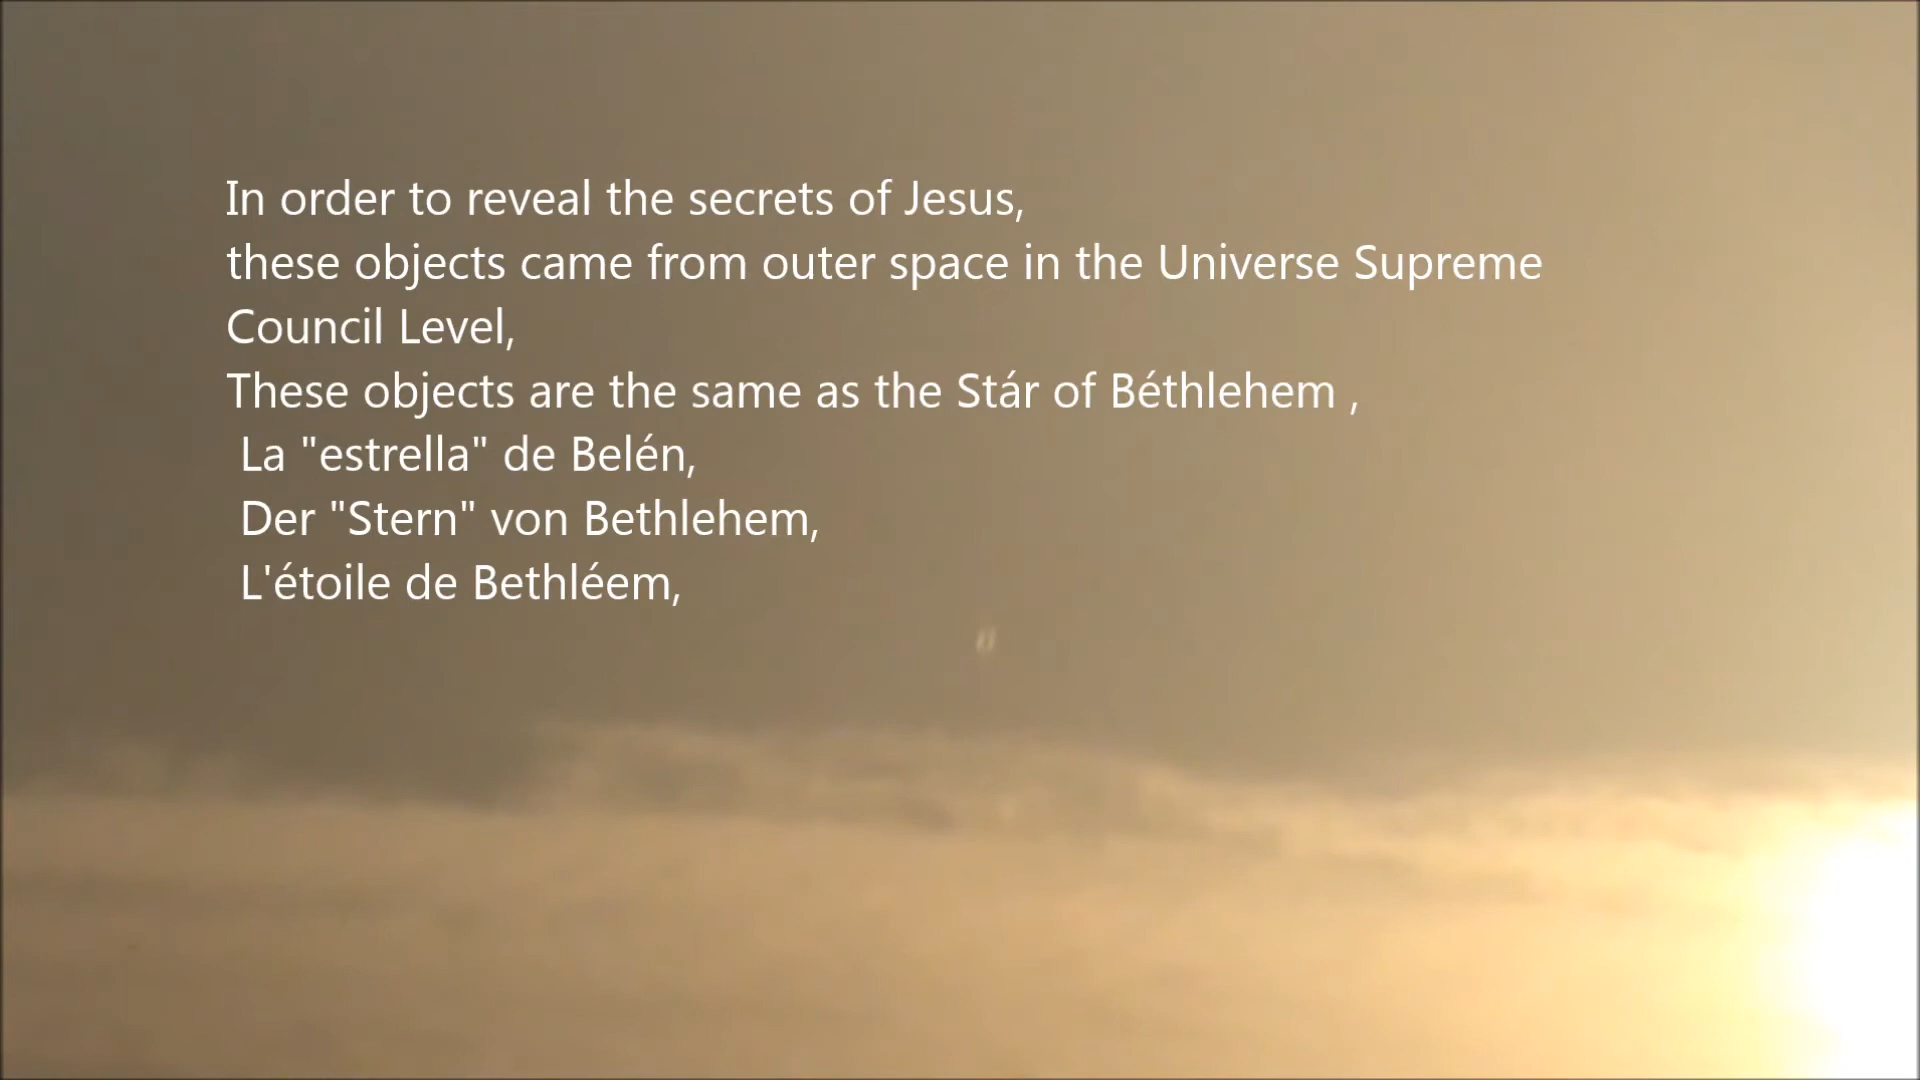 In order to reveal the secrets of Jesus,
these objects came from outer space in the Universe Supreme
Council Level,
These objects are the same as the Stár of Béthlehem ,
La "estrella" de Belén,
Der "Stern" von Bethlehem,
L'étoile de Bethléem,